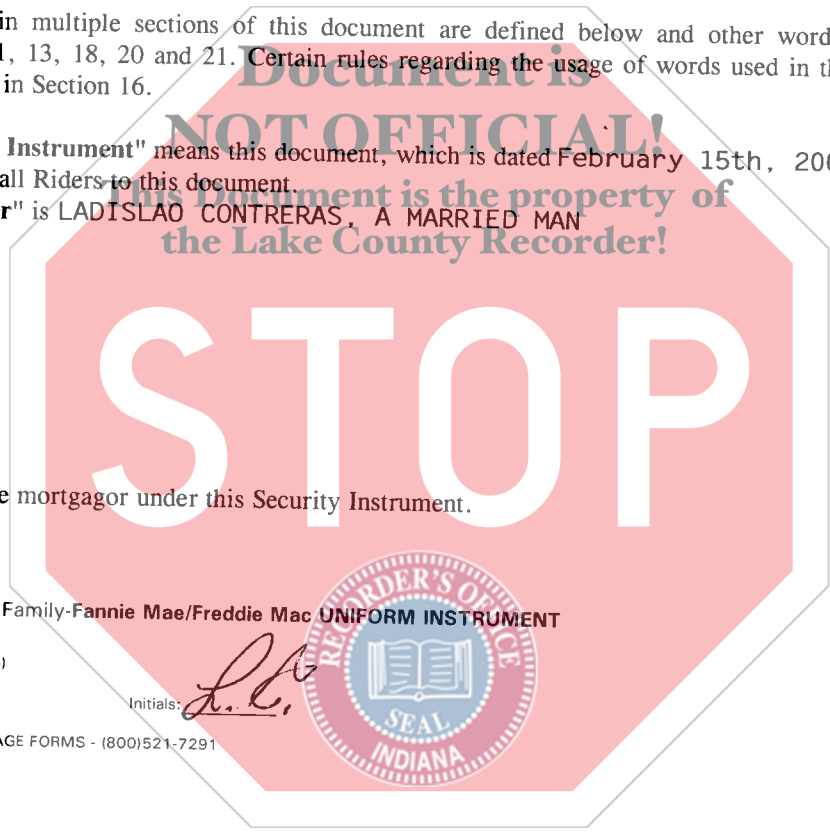 in multiple sections of this document are defined below and other word
, 13, 18, 20 and 21. Certain rules regarding the usage of words used in
in Section 16.
Document is
NOT OFFICIAL!
This Document is the property of
the Lake County Recorder!
Instrument" means this document, which is dated February 15th, 200
all Riders to this document.
r" is LADISLAO CONTRERAS, A MARRIED MAN
STOP
e mortgagor under this Security Instrument.
Family-Fannie Mae/Freddie Mac UNIFORM INSTRUMENT
Initials: L. C.
AGE FORMS - (800)521-7291
RECORDER'S OFFICE
SEAL
INDIANA